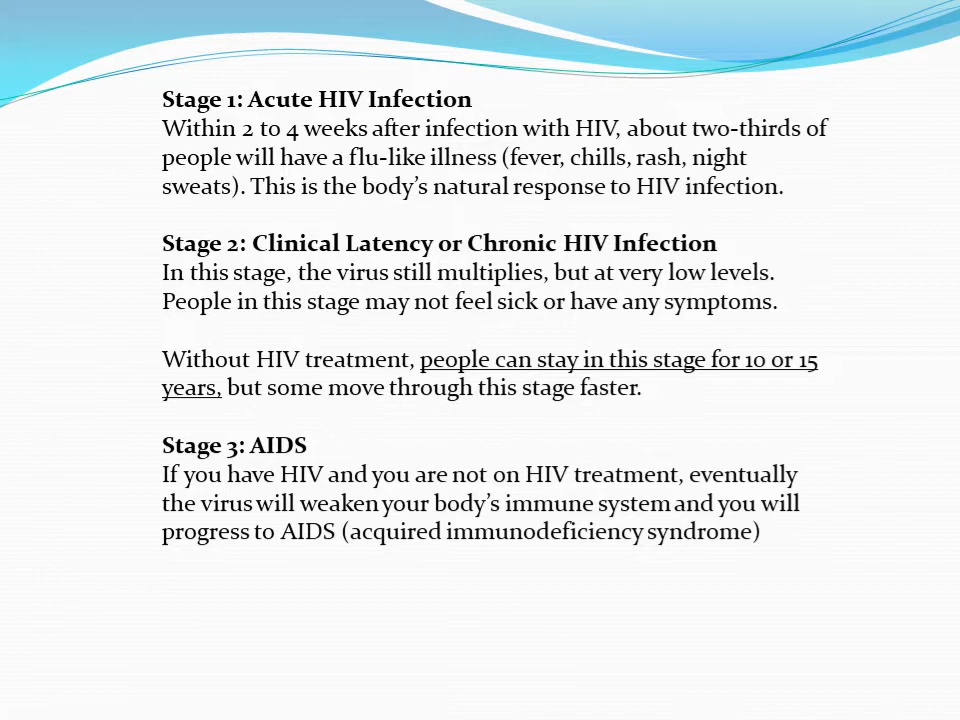 Stage 1: Acute HIV Infection
Within 2 to 4 weeks after infection with HIV, about two-thirds of
people will have a flu-like illness (fever, chills, rash, night
sweats). This is the body’s natural response to HIV infection.
Stage 2: Clinical Latency or Chronic HIV Infection
In this stage, the virus still multiplies, but at very low levels.
People in this stage may not feel sick or have any symptoms.
Without HIV treatment, people can stay in this stage for 10 or 15
years, but some move through this stage faster.
Stage 3: AIDS
If you have HIV and you are not on HIV treatment, eventually
the virus will weaken your body’s immune system and you will
progress to AIDS (acquired immunodeficiency syndrome)